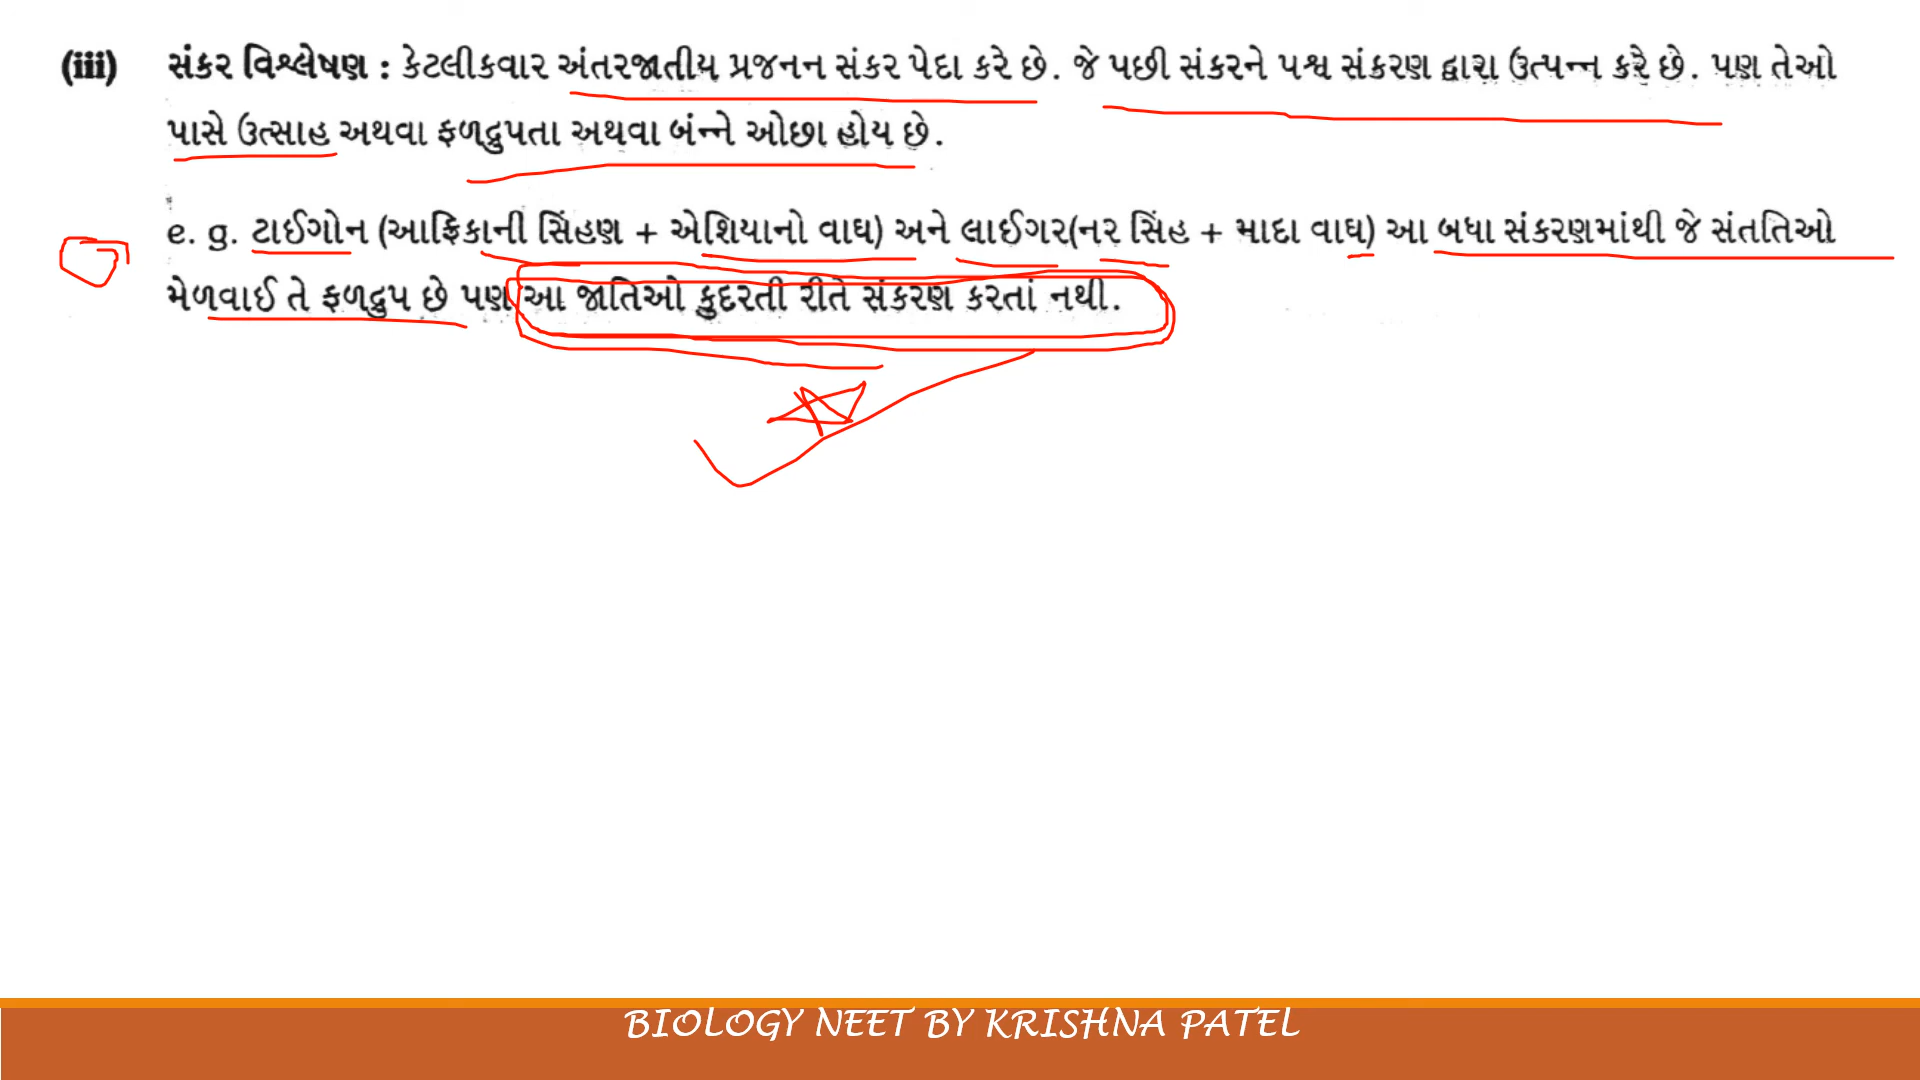 (iii) સંકર વિશ્લેષણ : કેટલીકવાર અંતરજાતીય પ્રજનન સંકર પેદા કરે છે. જે પછી સંકરને પશ્વ સંકરણ દ્વારા ઉત્પન્ન કરે છે. પણ તેઓ
પાસે ઉત્સાહ અથવા ફળદ્રુપતા અથવા બંન્ને ઓછા હોય છે.
e. g. ટાઈગોન (આફ્રિકાની સિંહણ + એશિયાનો વાઘ) અને લાઈગર(નર સિંહ + માદા વાઘ) આ બધા સંકરણમાંથી જે સંતતિઓ
મેળવાઈ તે ફળદ્રુપ છે પણ આ જાતિઓ કુદરતી રીતે સંકરણ કરતાં નથી.
BIOLOGY NEET BY KRISHNA PATEL